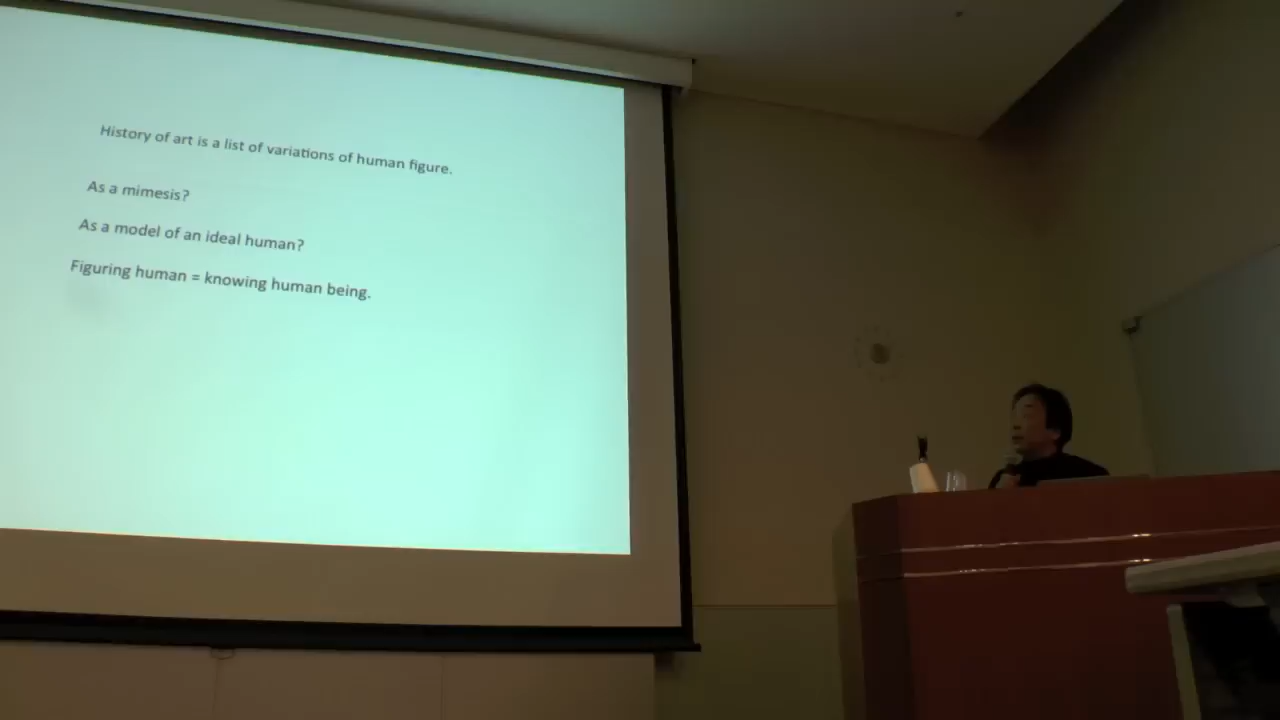 History of art is a list of variations of human figure.
As a mimesis?
As a model of an ideal human?
Figuring human = knowing human being.